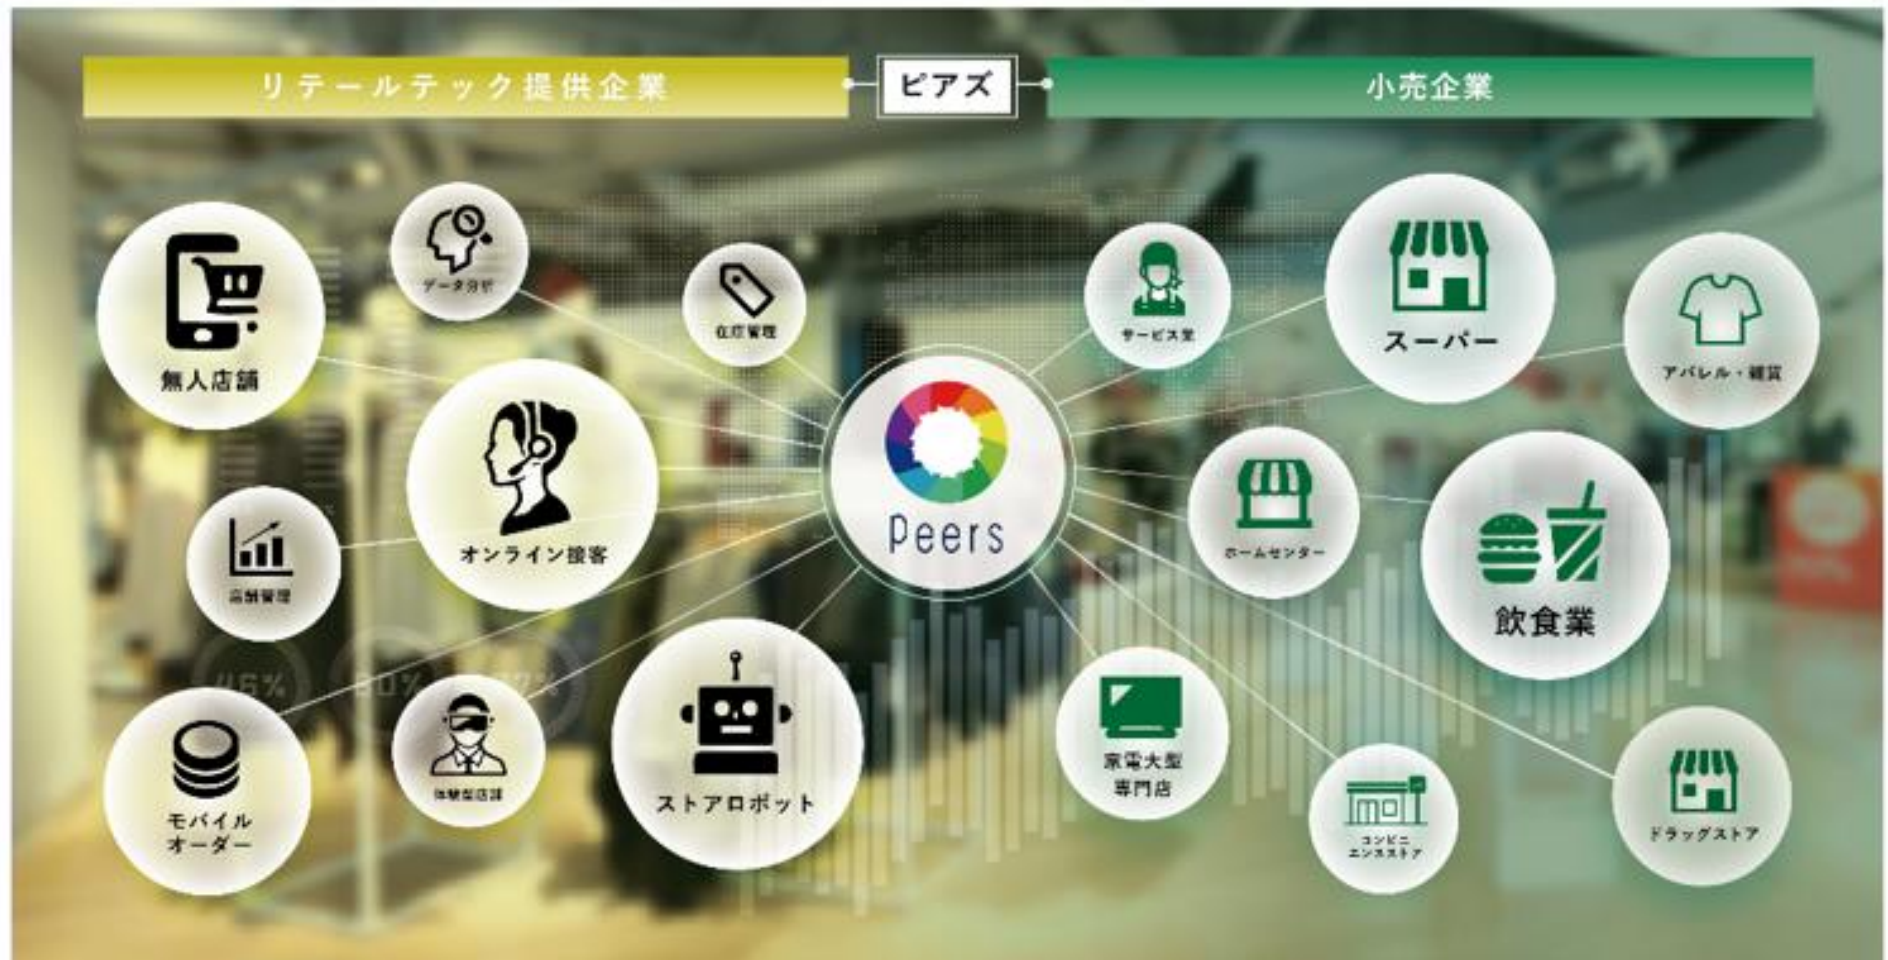 リテールテック提供企業
ピアズ
小売企業
無人店舗
データ分析
在庫管理
オンライン接客
店舗管理
モバイル
オーダー
体験型店舗
ストアロボット
Peers
サービス業
スーパー
アパレル・雑貨
ホームセンター
飲食業
家電大型
専門店
コンビニ
エンスストア
ドラッグストア
46%